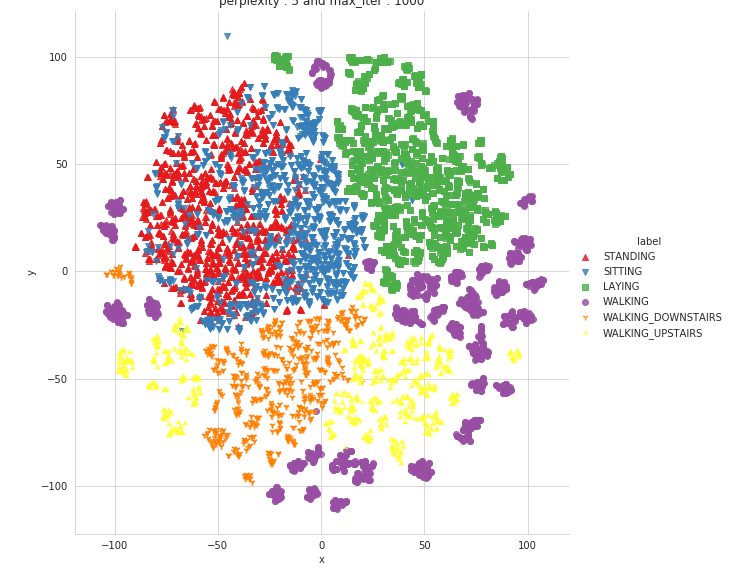 perplexity : 5 and max_iter : 1000
100
50
0
−50
−100
y
−100
−50
0
50
100
x
label
STANDING
SITTING
LAYING
WALKING
WALKING_DOWNSTAIRS
WALKING_UPSTAIRS